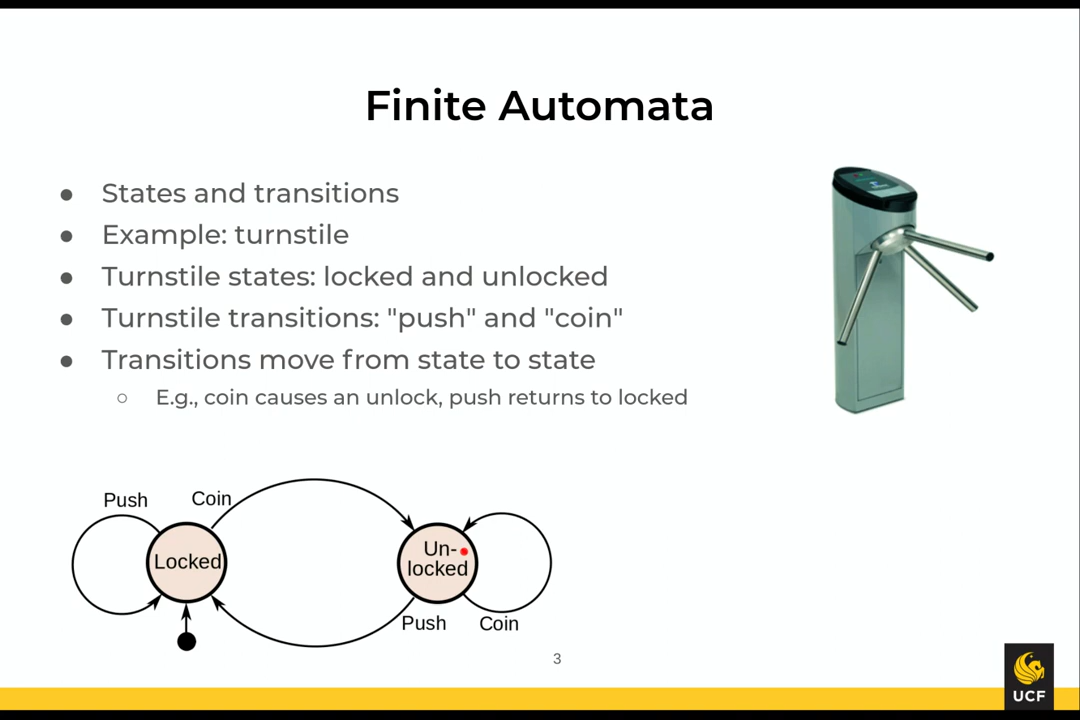 Finite Automata
● States and transitions
● Example: turnstile
● Turnstile states: locked and unlocked
● Turnstile transitions: "push" and "coin"
● Transitions move from state to state
○ E.g., coin causes an unlock, push returns to locked
Push
Coin
Locked
Un-
locked
Push
Coin
3
UCF